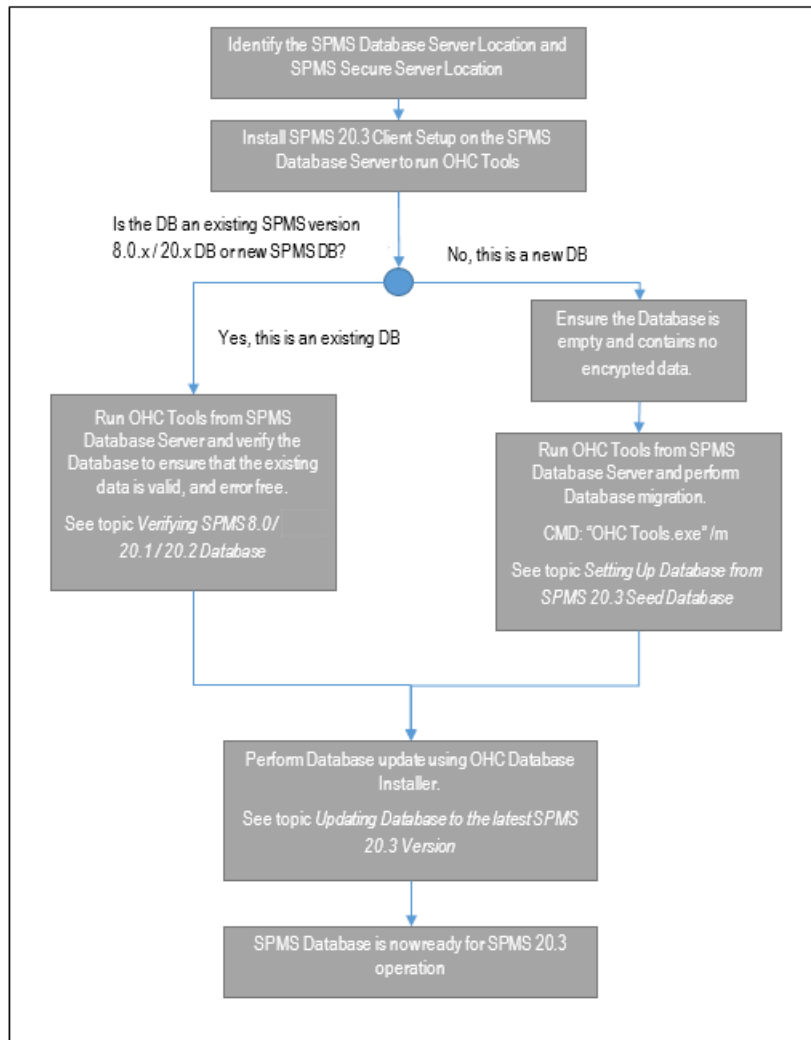 Identify the SPMS Database Server Location and
SPMS Secure Server Location
Install SPMS 20.3 Client Setup on the SPMS
Database Server to run OHC Tools
Is the DB an existing SPMS version
8.0.x / 20.x DB or new SPMS DB?
No, this is a new DB
Yes, this is an existing DB
Ensure the Database is
empty and contains no
encrypted data.
Run OHC Tools from SPMS
Database Server and verify the
Database to ensure that the existing
data is valid, and error free.
See topic Verifying SPMS 8.0/
20.1 / 20.2 Database
Run OHC Tools from SPMS
Database Server and perform
Database migration.
CMD: “OHC Tools.exe” /m
See topic Setting Up Database from
SPMS 20.3 Seed Database
Perform Database update using OHC Database
Installer.
See topic Updating Database to the latest SPMS
20.3 Version
SPMS Database is now ready for SPMS 20.3
operation